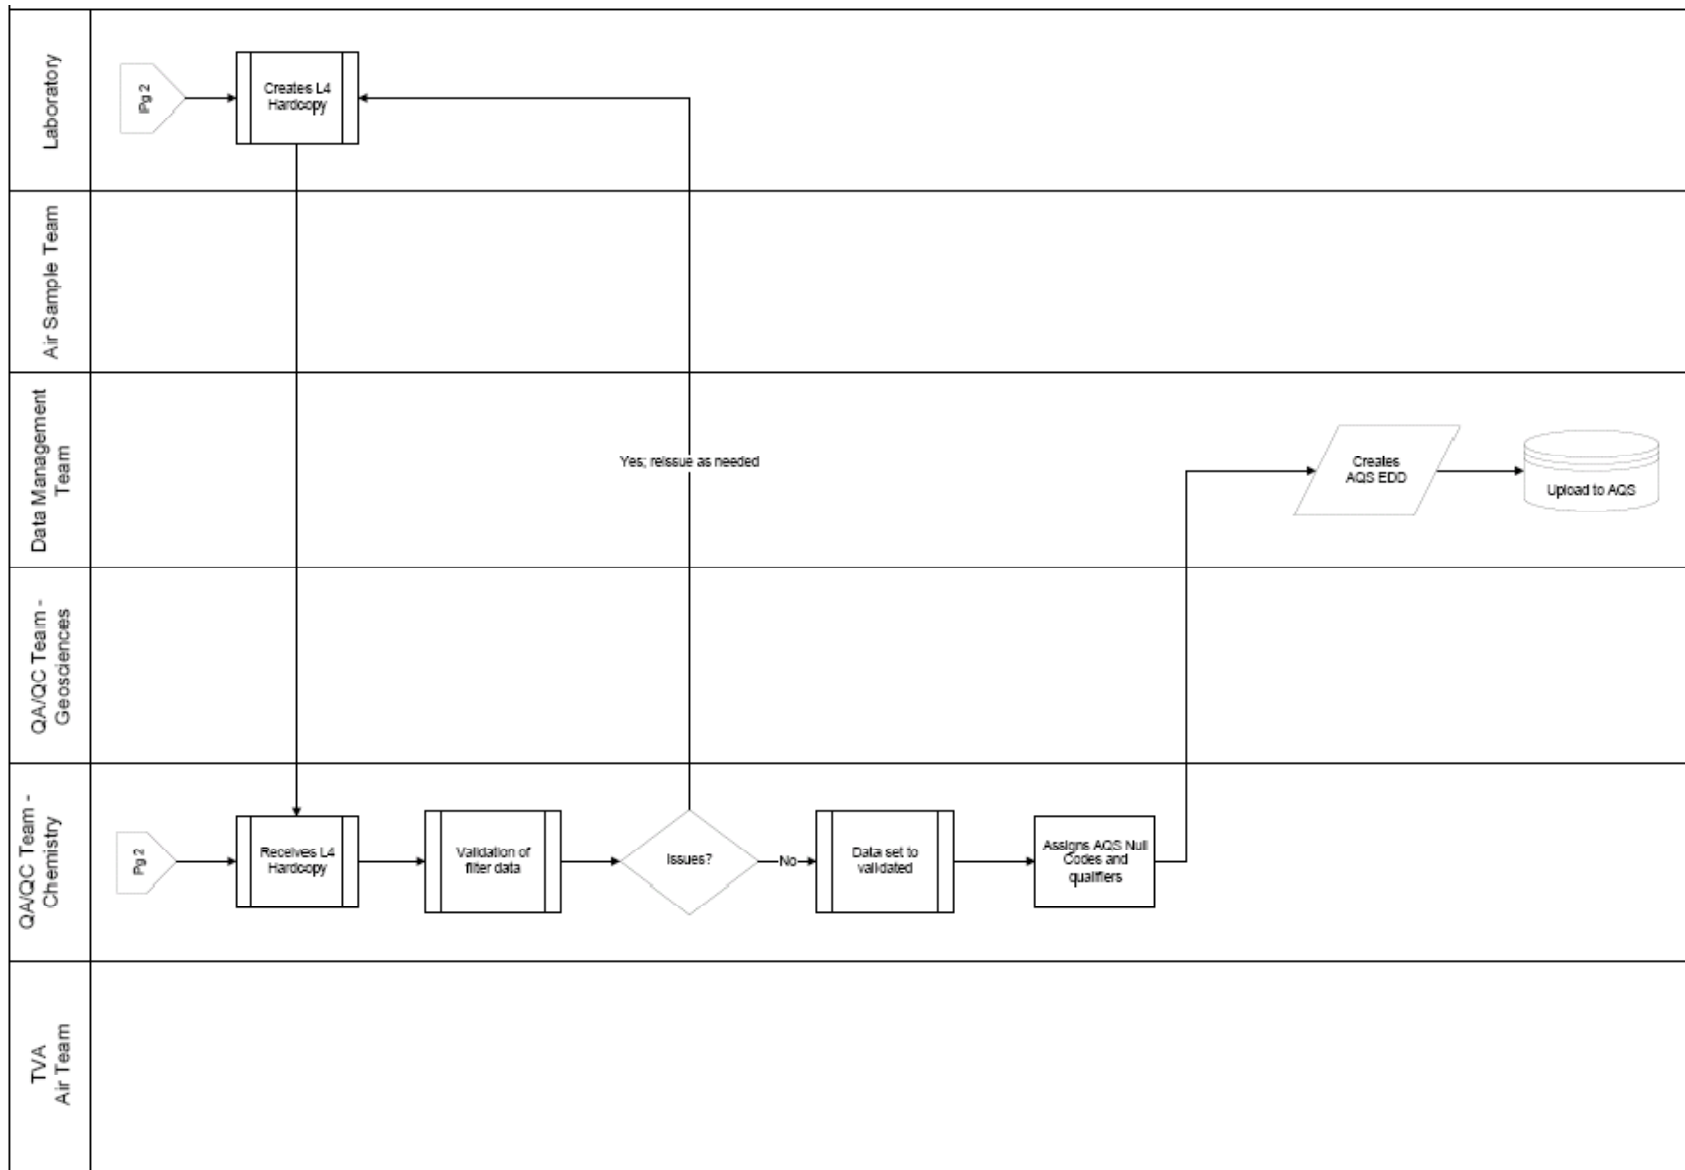 Laboratory
Pg 2
Creates L4
Hardcopy
Air Sample Team
Data Management
Team
Yes; reissue as needed
Creates
AQS EDD
Upload to AQS
QA/QC Team -
Geosciences
QA/QC Team -
Chemistry
Pg 2
Receives L4
Hardcopy
Validation of
filter data
Issues?
No
Data set to
validated
Assigns AQS Null
Codes and
qualifiers
TVA
Air Team